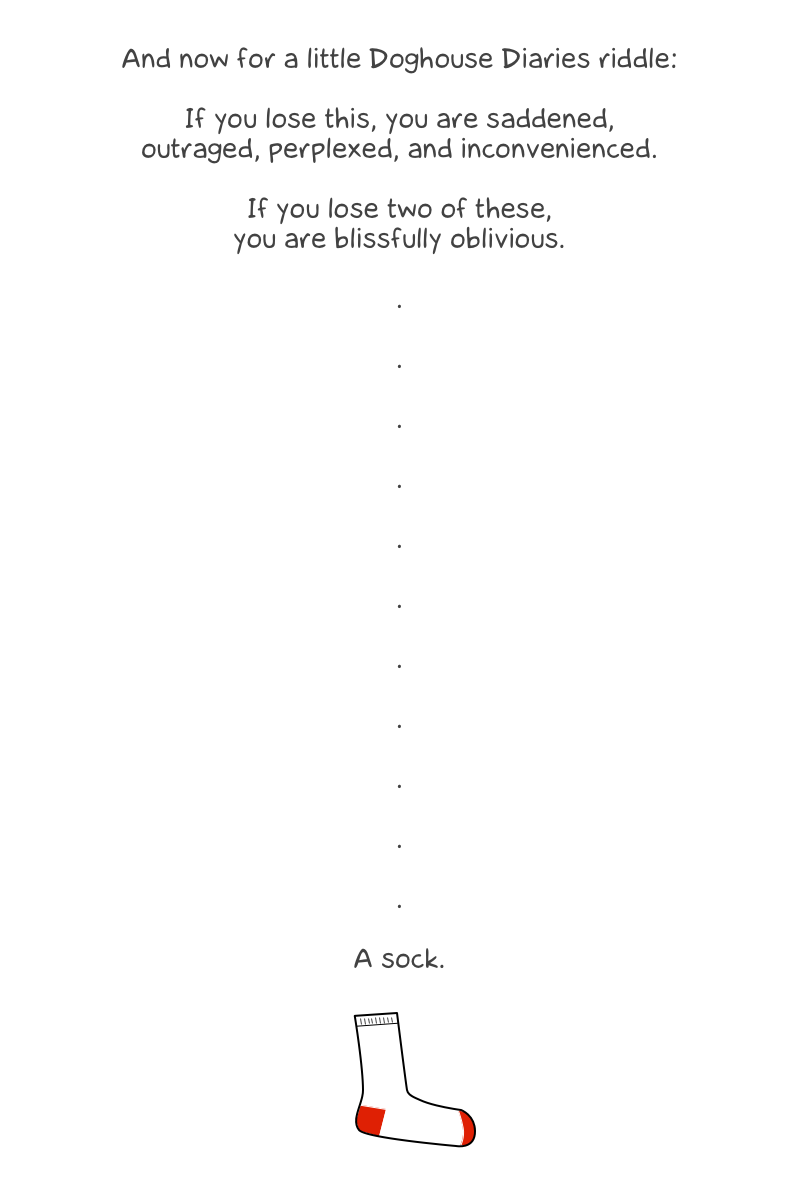 And now for a little Doghouse Diaries riddle:
If you lose this, you are saddened,
outraged, perplexed, and inconvenienced.
If you lose two of these,
you are blissfully oblivious.
.
.
.
.
.
.
.
.
.
.
.
A sock.